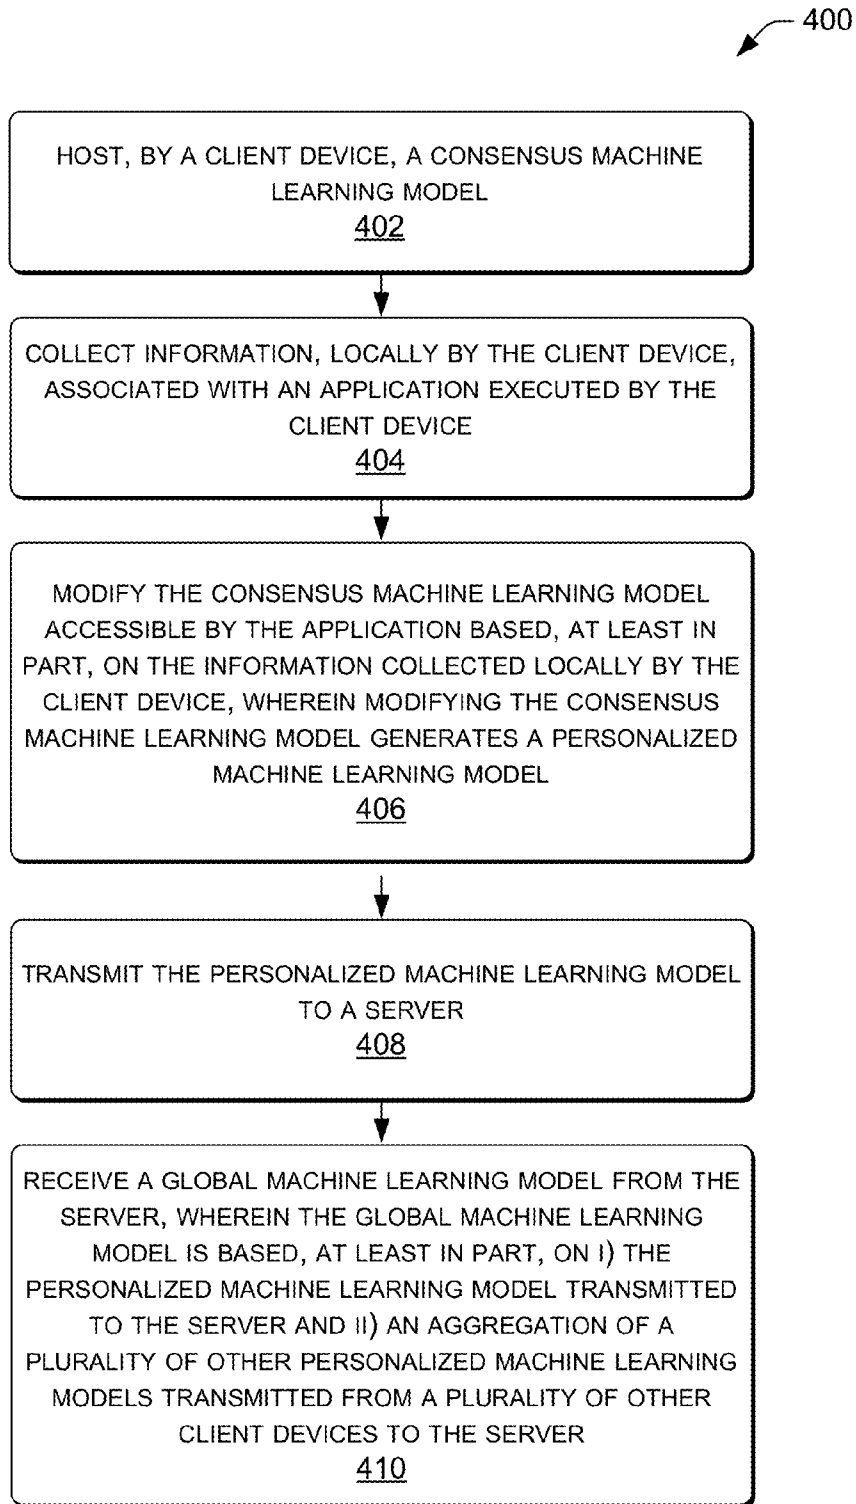 400
HOST, BY A CLIENT DEVICE, A CONSENSUS MACHINE
LEARNING MODEL
402
COLLECT INFORMATION, LOCALLY BY THE CLIENT DEVICE,
ASSOCIATED WITH AN APPLICATION EXECUTED BY THE
CLIENT DEVICE
404
MODIFY THE CONSENSUS MACHINE LEARNING MODEL
ACCESSIBLE BY THE APPLICATION BASED, AT LEAST IN
PART, ON THE INFORMATION COLLECTED LOCALLY BY THE
CLIENT DEVICE, WHEREIN MODIFYING THE CONSENSUS
MACHINE LEARNING MODEL GENERATES A PERSONALIZED
MACHINE LEARNING MODEL
406
TRANSMIT THE PERSONALIZED MACHINE LEARNING MODEL
TO A SERVER
408
RECEIVE A GLOBAL MACHINE LEARNING MODEL FROM THE
SERVER, WHEREIN THE GLOBAL MACHINE LEARNING
MODEL IS BASED, AT LEAST IN PART, ON I) THE
PERSONALIZED MACHINE LEARNING MODEL TRANSMITTED
TO THE SERVER AND II) AN AGGREGATION OF A
PLURALITY OF OTHER PERSONALIZED MACHINE LEARNING
MODELS TRANSMITTED FROM A PLURALITY OF OTHER
CLIENT DEVICES TO THE SERVER
410